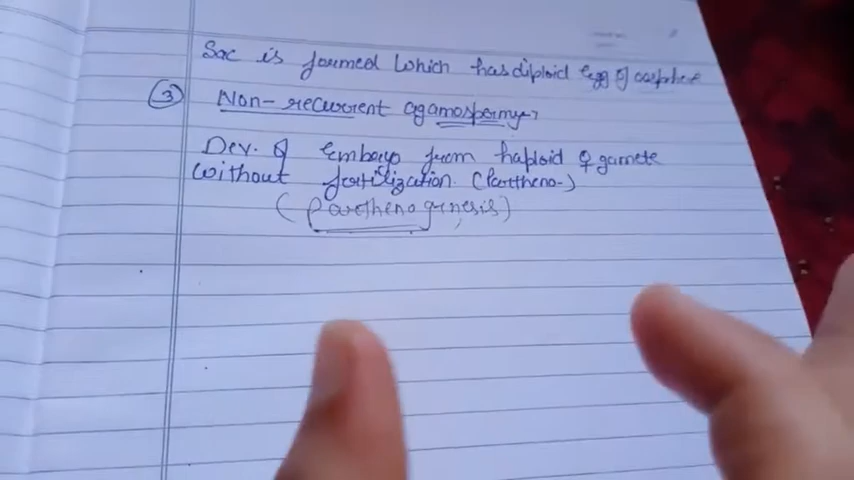 Sac is formed which has diploid egg of oosphere
③ Non-recurrent agamospermy→
Dev. of embryo from haploid ♀ gamete
without fertilization. (Partheno-)
(Parthenogenesis)